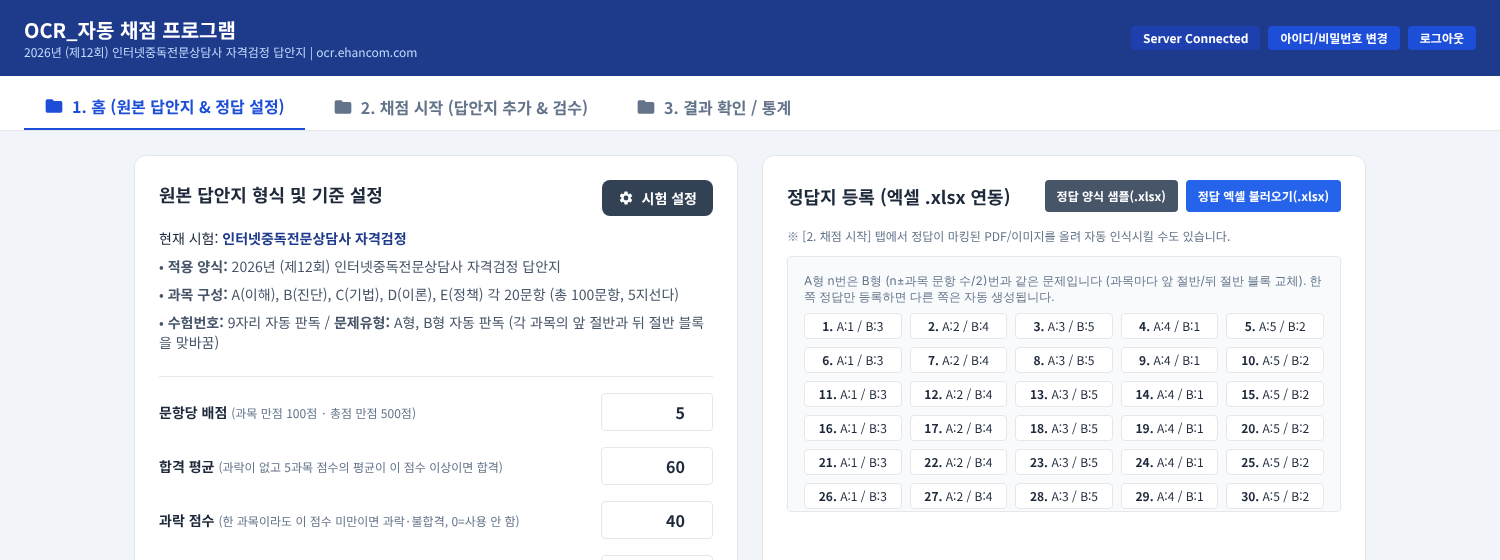 OCR_자동 채점 프로그램
2026년 (제12회) 인터넷중독전문상담사 자격검정 답안지 | ocr.ehancom.com
Server Connected
아이디/비밀번호 변경
로그아웃
1. 홈 (원본 답안지 & 정답 설정)
2. 채점 시작 (답안지 추가 & 검수)
3. 결과 확인 / 통계
원본 답안지 형식 및 기준 설정
시험 설정
현재 시험: 인터넷중독전문상담사 자격검정
• 적용 양식: 2026년 (제12회) 인터넷중독전문상담사 자격검정 답안지
• 과목 구성: A(이해), B(진단), C(기법), D(이론), E(정책) 각 20문항 (총 100문항, 5지선다)
• 수험번호: 9자리 자동 판독 / 문제유형: A형, B형 자동 판독 (각 과목의 앞 절반과 뒤 절반 블록
을 맞바꿈)
문항당 배점 (과목 만점 100점 · 총점 만점 500점)
5
합격 평균 (과락이 없고 5과목 점수의 평균이 이 점수 이상이면 합격)
60
과락 점수 (한 과목이라도 이 점수 미만이면 과락·불합격, 0=사용 안 함)
40
정답지 등록 (엑셀 .xlsx 연동)
정답 양식 샘플(.xlsx)
정답 엑셀 불러오기(.xlsx)
※ [2. 채점 시작] 탭에서 정답이 마킹된 PDF/이미지를 올려 자동 인식시킬 수도 있습니다.
A형 n번은 B형 (n±과목 문항 수/2)번과 같은 문제입니다 (과목마다 앞 절반/뒤 절반 블록 교체). 한
쪽 정답만 등록하면 다른 쪽은 자동 생성됩니다.
1. A:1 / B:3
2. A:2 / B:4
3. A:3 / B:5
4. A:4 / B:1
5. A:5 / B:2
6. A:1 / B:3
7. A:2 / B:4
8. A:3 / B:5
9. A:4 / B:1
10. A:5 / B:2
11. A:1 / B:3
12. A:2 / B:4
13. A:3 / B:5
14. A:4 / B:1
15. A:5 / B:2
16. A:1 / B:3
17. A:2 / B:4
18. A:3 / B:5
19. A:4 / B:1
20. A:5 / B:2
21. A:1 / B:3
22. A:2 / B:4
23. A:3 / B:5
24. A:4 / B:1
25. A:5 / B:2
26. A:1 / B:3
27. A:2 / B:4
28. A:3 / B:5
29. A:4 / B:1
30. A:5 / B:2